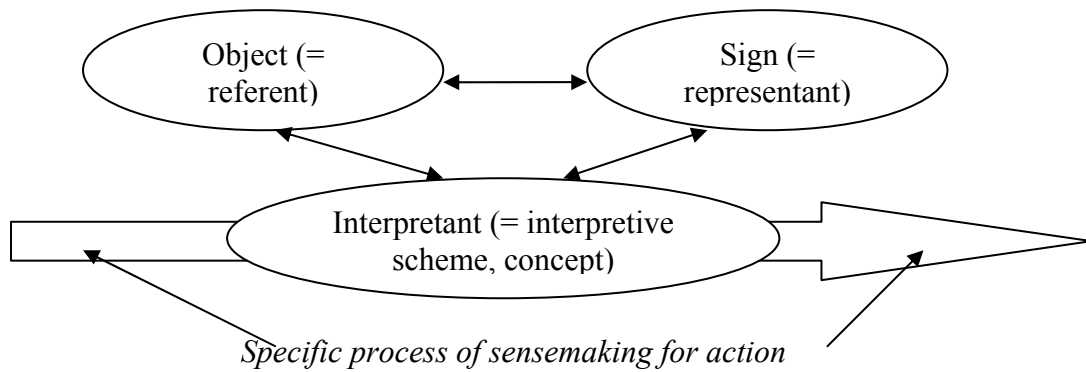 Object (=
referent)
Sign (=
representant)
Interpretant (= interpretive
scheme, concept)
Specific process of sensemaking for action